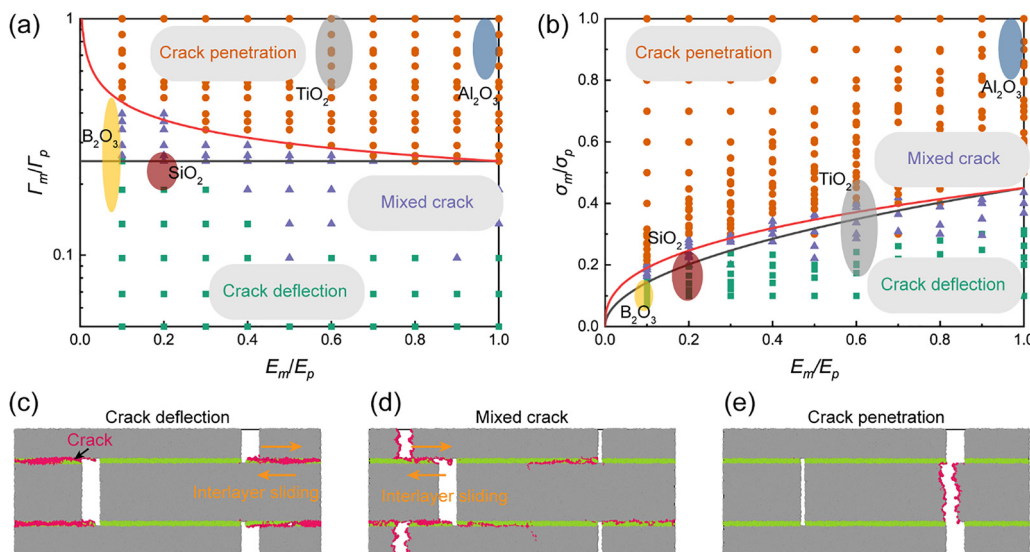 (a)
1
Crack penetration
TiO₂
Al₂O₃
B₂O₃
SiO₂
Γm/Γp
Mixed crack
0.1
Crack deflection
0.0 0.2 0.4 0.6 0.8 1.0
Em/Ep
(b)
1.0
Crack penetration
Al₂O₃
0.8
0.6
σm/σp
Mixed crack
TiO₂
0.4
SiO₂
0.2
Crack deflection
B₂O₃
0.0
0.0 0.2 0.4 0.6 0.8 1.0
Em/Ep
(c)
Crack deflection
Crack
Interlayer sliding
(d)
Mixed crack
Interlayer sliding
(e)
Crack penetration